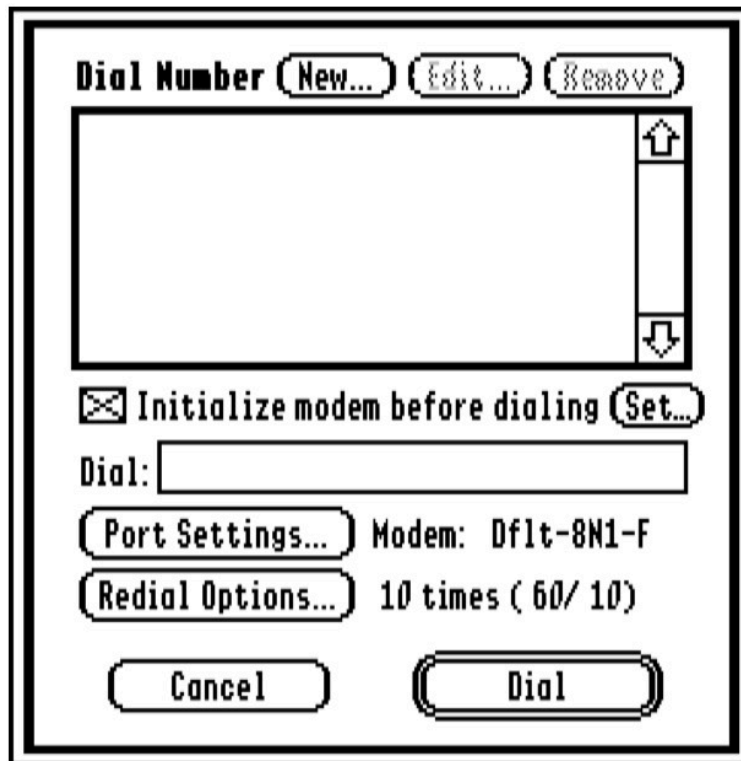 Dial Number New... Edit... Remove
Initialize modem before dialing Set...
Dial:
Port Settings... Modem: Dflt-8N1-F
Redial Options... 10 times ( 60/ 10)
Cancel Dial